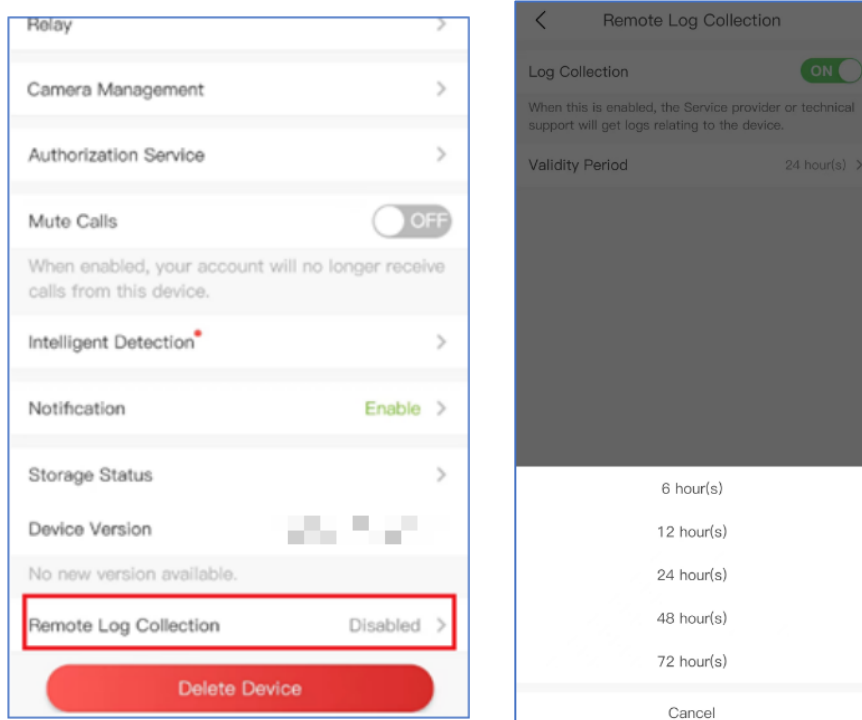 Relay
Camera Management
Authorization Service
Mute Calls
OFF
When enabled, your account will no longer receive
calls from this device.
Intelligent Detection
Notification
Enable
Storage Status
Device Version
No new version available.
Remote Log Collection
Disabled
Delete Device
Remote Log Collection
Log Collection
ON
When this is enabled, the Service provider or technical
support will get logs relating to the device.
Validity Period
24 hour(s)
6 hour(s)
12 hour(s)
24 hour(s)
48 hour(s)
72 hour(s)
Cancel